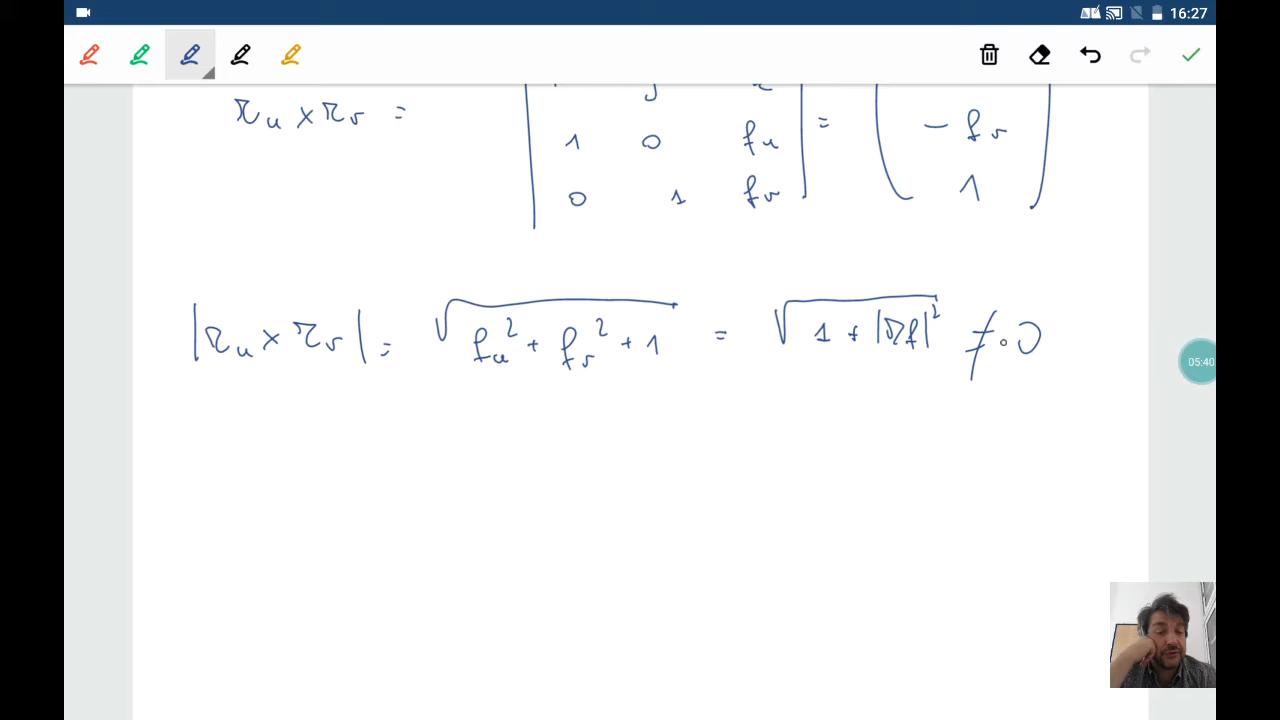 16:27
r_u × r_v = | 1 0 f_u ; 0 1 f_v | = ( - f_v ; 1 )
|r_u × r_v| = √(f_u² + f_v² + 1) = √(1 + |∇f|²) ≠ 0
05:40